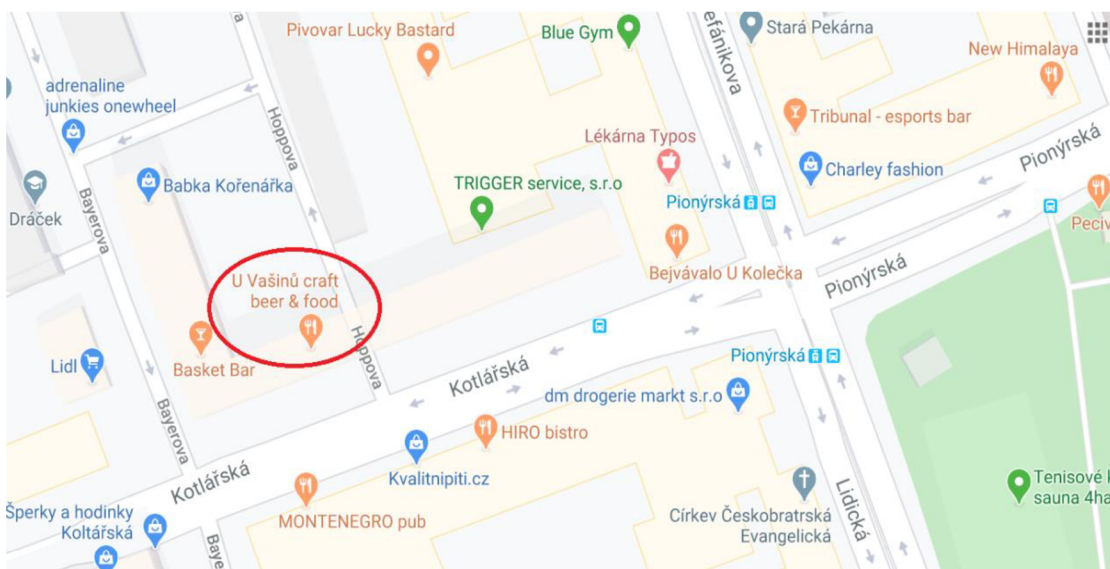 Pivovar Lucky Bastard
Blue Gym
Stará Pekárna
New Himalaya
adrenaline
junkies onewheel
Hoppova
Tribunal - esports bar
Lékárna Typos
Charley fashion
Pionýrská
Dráček
Babka Kořenářka
TRIGGER service, s.r.o
Pionýrská
Bayerova
Bejvávalo U Kolečka
U Vašinů craft
beer & food
Pionýrská
Hoppova
Lidl
Basket Bar
Kotlářská
Pionýrská
dm drogerie markt s.r.o
Bayerova
HIRO bistro
Kotlářská
Kvalitnipiti.cz
Lidická
Tenisové
sauna
MONTENEGRO pub
Šperky a hodinky
Koltářská
Církev Českobratrská
Evangelická